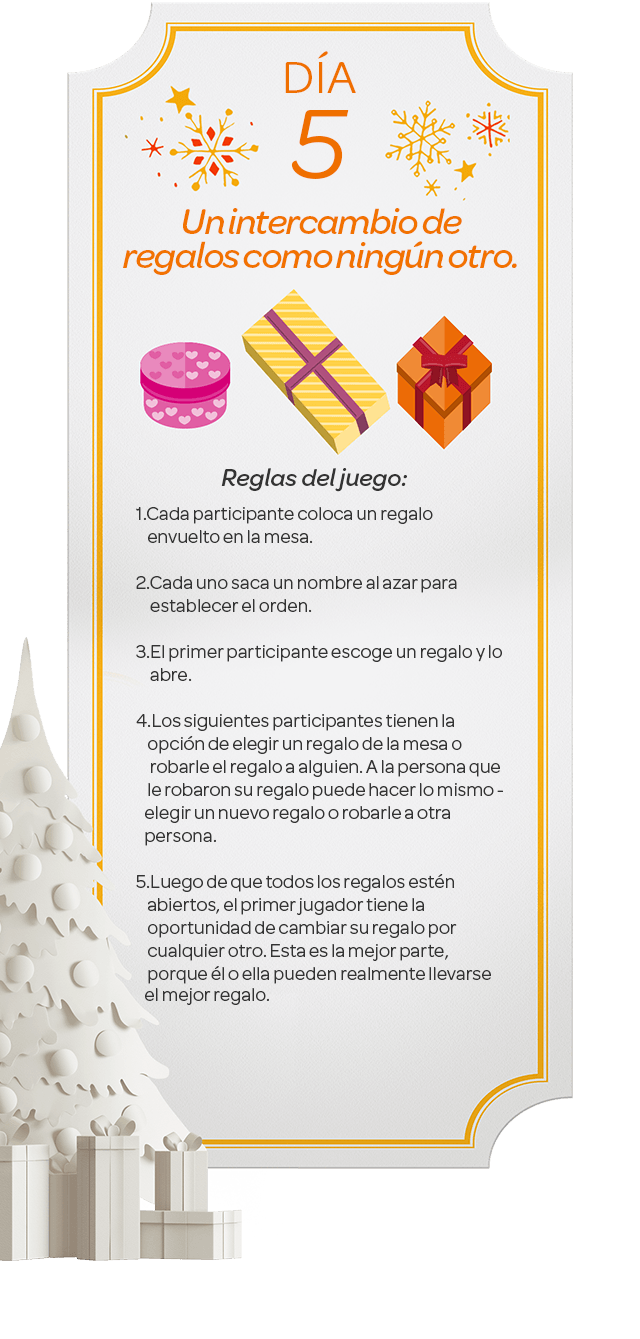 DÍA
5
Un intercambio de
regalos como ningún otro.
Reglas del juego:
1.Cada participante coloca un regalo
envuelto en la mesa.
2.Cada uno saca un nombre al azar para
establecer el orden.
3.El primer participante escoge un regalo y lo
abre.
4.Los siguientes participantes tienen la
opción de elegir un regalo de la mesa o
robarle el regalo a alguien. A la persona que
le robaron su regalo puede hacer lo mismo -
elegir un nuevo regalo o robarle a otra
persona.
5.Luego de que todos los regalos estén
abiertos, el primer jugador tiene la
oportunidad de cambiar su regalo por
cualquier otro. Esta es la mejor parte,
porque él o ella pueden realmente llevarse
el mejor regalo.